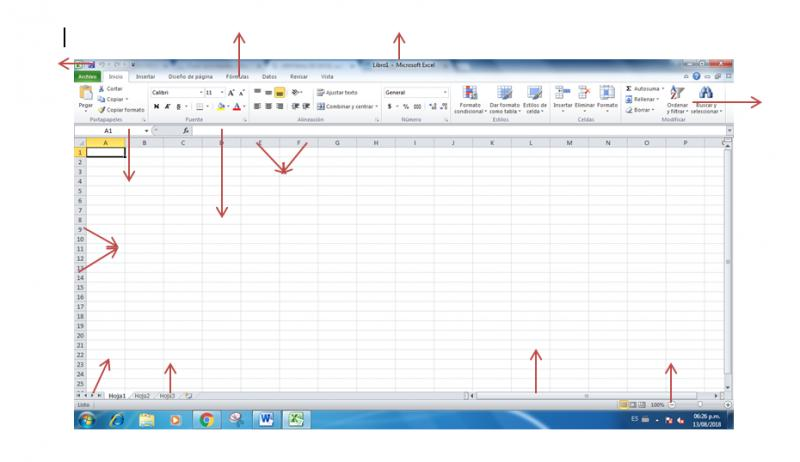 Libro1 - Microsoft Excel
Archivo Inicio Insertar Diseño de página Fórmulas Datos Revisar Vista
Pegar
Cortar
Copiar
Copiar formato
Portapapeles
Calibri 11
N K S
Fuente
Ajustar texto
Combinar y centrar
Alineación
General
$ % 000
Número
Formato condicional
Dar formato como tabla
Estilos de celda
Estilos
Insertar Eliminar Formato
Celdas
Autosuma
Rellenar
Borrar
Ordenar y filtrar
Buscar y seleccionar
Modificar
A1 fx
A B C D E F G H I J K L M N O P
1
2
3
4
5
6
7
8
9
10
11
12
13
14
15
16
17
18
19
20
21
22
23
24
25
Hoja1 Hoja2 Hoja3
Listo 100%
ES 06:26 p.m.
13/08/2018